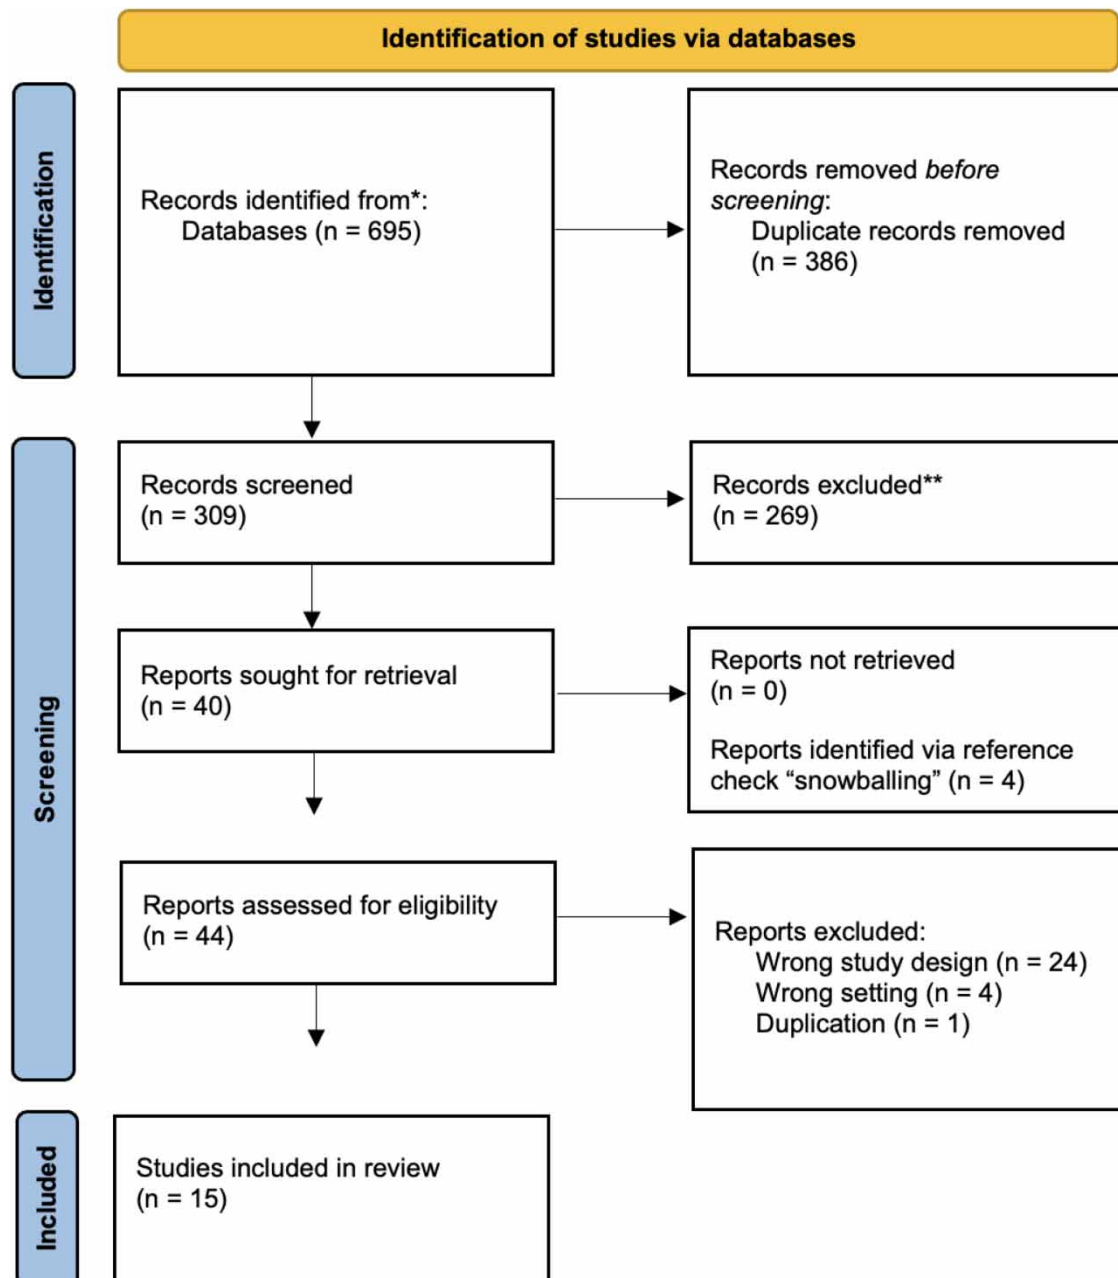 Identification of studies via databases
Identification
Records identified from*:
Databases (n = 695)
Records removed before
screening:
Duplicate records removed
(n = 386)
Screening
Records screened
(n = 309)
Records excluded**
(n = 269)
Reports sought for retrieval
(n = 40)
Reports not retrieved
(n = 0)
Reports identified via reference
check “snowballing” (n = 4)
Reports assessed for eligibility
(n = 44)
Reports excluded:
Wrong study design (n = 24)
Wrong setting (n = 4)
Duplication (n = 1)
Included
Studies included in review
(n = 15)